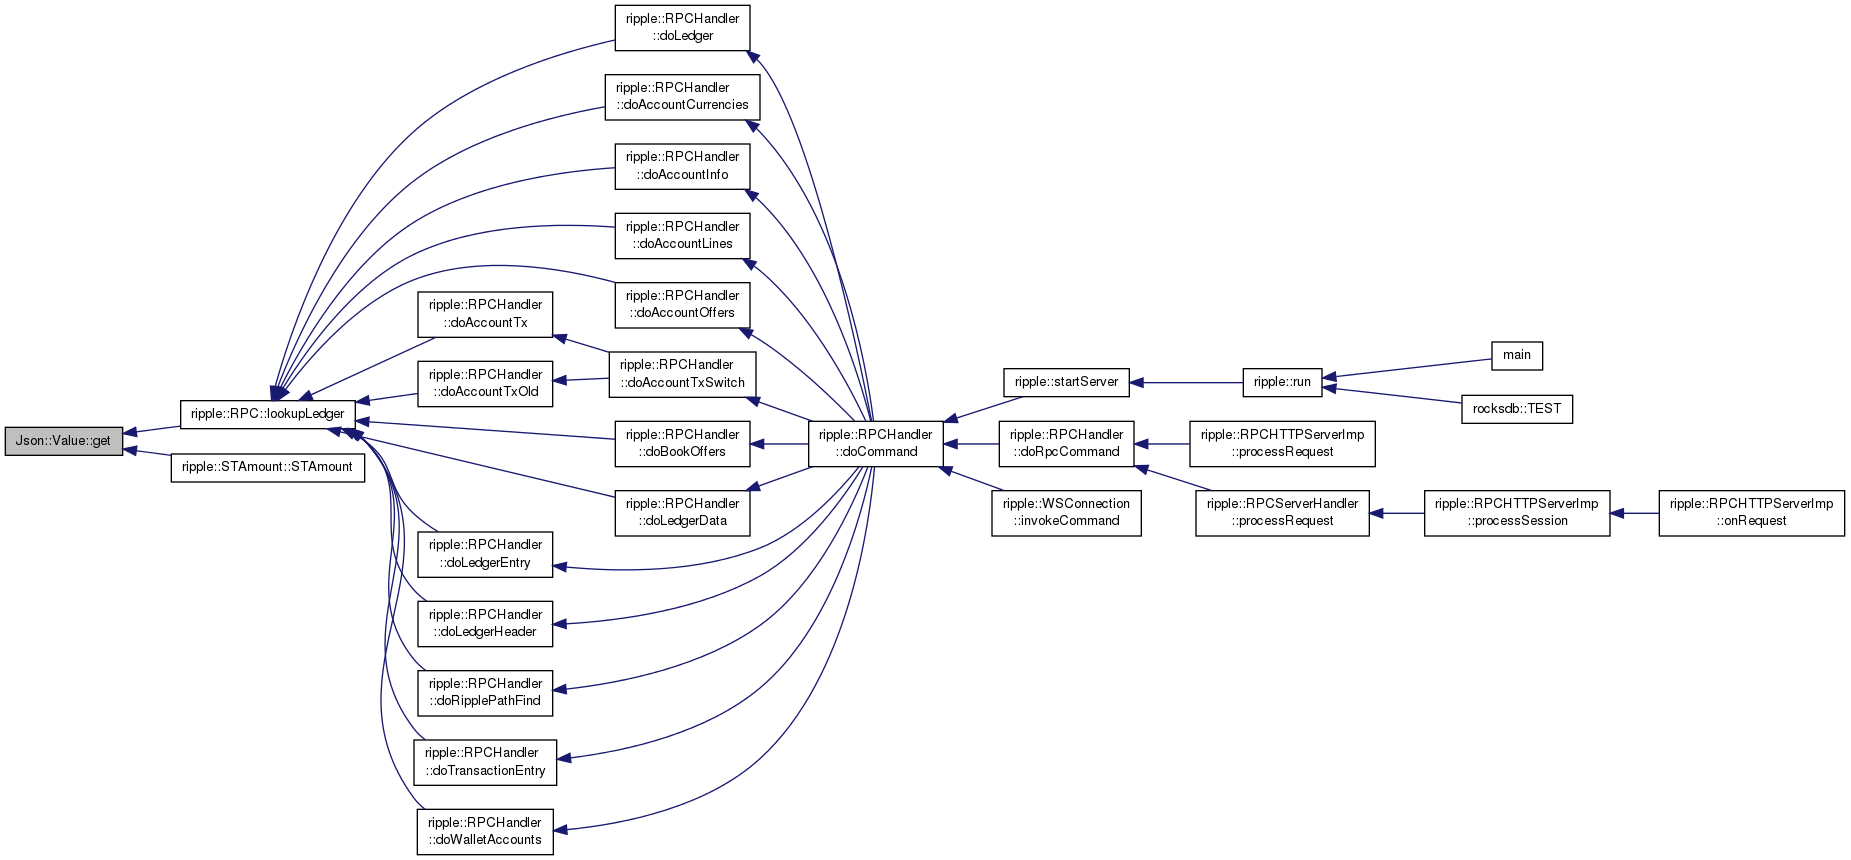 Json::Value::get
ripple::RPC::lookupLedger
ripple::STAmount::STAmount
ripple::RPCHandler
::doLedger
ripple::RPCHandler
::doAccountCurrencies
ripple::RPCHandler
::doAccountInfo
ripple::RPCHandler
::doAccountLines
ripple::RPCHandler
::doAccountOffers
ripple::RPCHandler
::doAccountTx
ripple::RPCHandler
::doAccountTxSwitch
ripple::RPCHandler
::doAccountTxOld
ripple::RPCHandler
::doBookOffers
ripple::RPCHandler
::doLedgerData
ripple::RPCHandler
::doLedgerEntry
ripple::RPCHandler
::doLedgerHeader
ripple::RPCHandler
::doRipplePathFind
ripple::RPCHandler
::doTransactionEntry
ripple::RPCHandler
::doWalletAccounts
ripple::RPCHandler
::doCommand
ripple::startServer
ripple::run
main
rocksdb::TEST
ripple::RPCHandler
::doRpcCommand
ripple::RPCHTTPServerImp
::processRequest
ripple::WSConnection
::invokeCommand
ripple::RPCServerHandler
::processRequest
ripple::RPCHTTPServerImp
::processSession
ripple::RPCHTTPServerImp
::onRequest